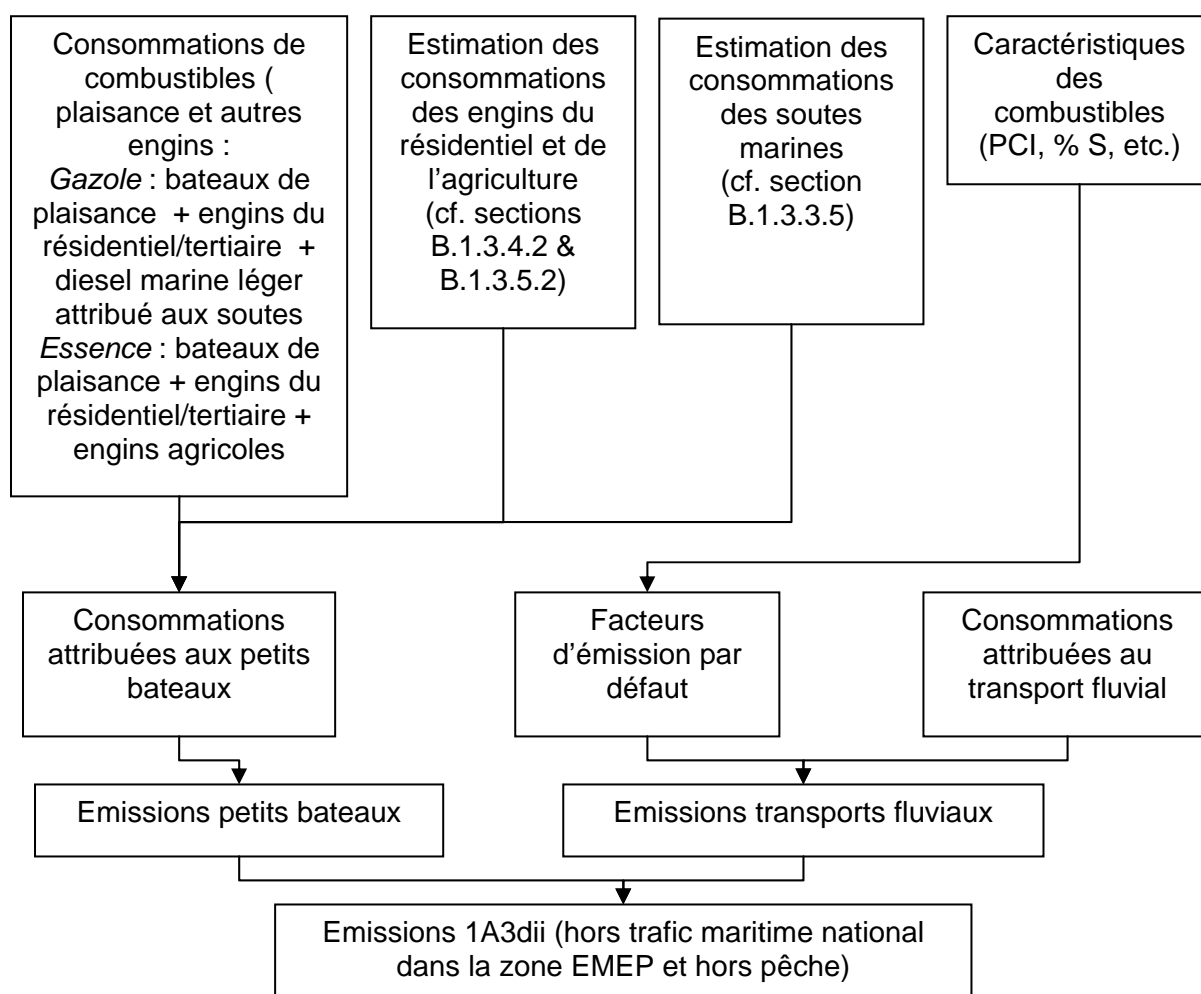 Consommations de
combustibles (
plaisance et autres
engins :
Gazole : bateaux de
plaisance + engins du
résidentiel/tertiaire +
diesel marine léger
attribué aux soutes
Essence : bateaux de
plaisance + engins du
résidentiel/tertiaire +
engins agricoles
Estimation des
consommations
des engins du
résidentiel et de
l’agriculture
(cf. sections
B.1.3.4.2 &
B.1.3.5.2)
Estimation des
consommations
des soutes
marines
(cf. section
B.1.3.3.5)
Caractéristiques
des
combustibles
(PCI, % S, etc.)
Consommations
attribuées aux petits
bateaux
Facteurs
d’émission par
défaut
Consommations
attribuées au
transport fluvial
Emissions petits bateaux
Emissions transports fluviaux
Emissions 1A3dii (hors trafic maritime national
dans la zone EMEP et hors pêche)